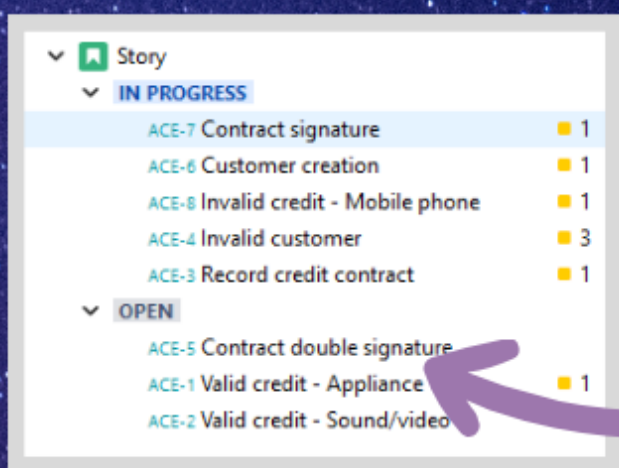 Story
IN PROGRESS
ACE-7 Contract signature 1
ACE-6 Customer creation 1
ACE-8 Invalid credit - Mobile phone 1
ACE-4 Invalid customer 3
ACE-3 Record credit contract 1
OPEN
ACE-5 Contract double signature
ACE-1 Valid credit - Appliance 1
ACE-2 Valid credit - Sound/video